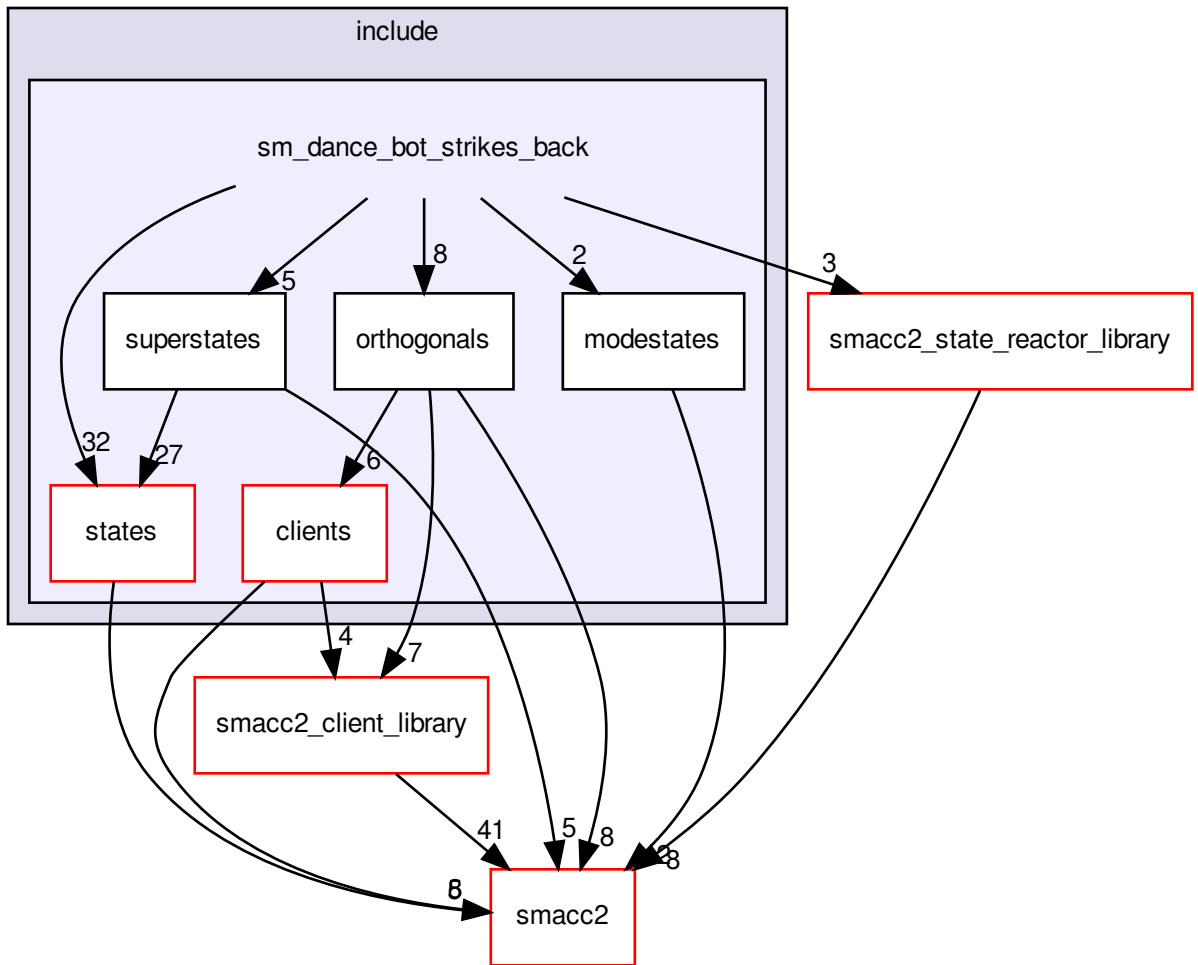 include
sm_dance_bot_strikes_back
5
8
2
3
superstates
orthogonals
modestates
smacc2_state_reactor_library
32
27
6
states
clients
4
7
smacc2_client_library
41
5
8
8
smacc2